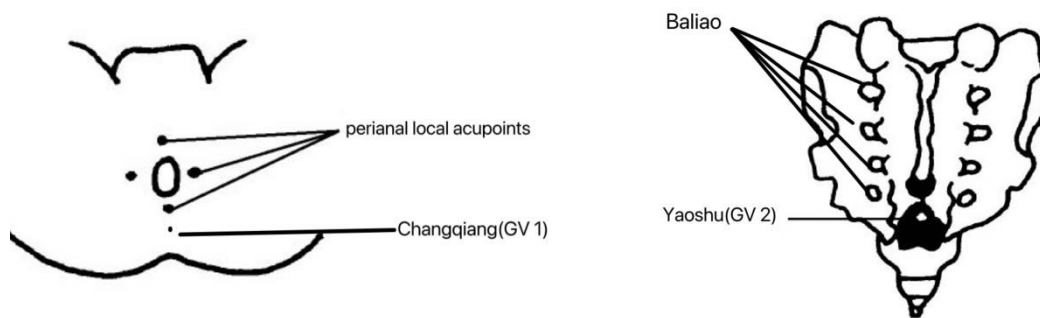 perianal local acupoints
Changqiang(GV 1)
Baliao
Yaoshu(GV 2)